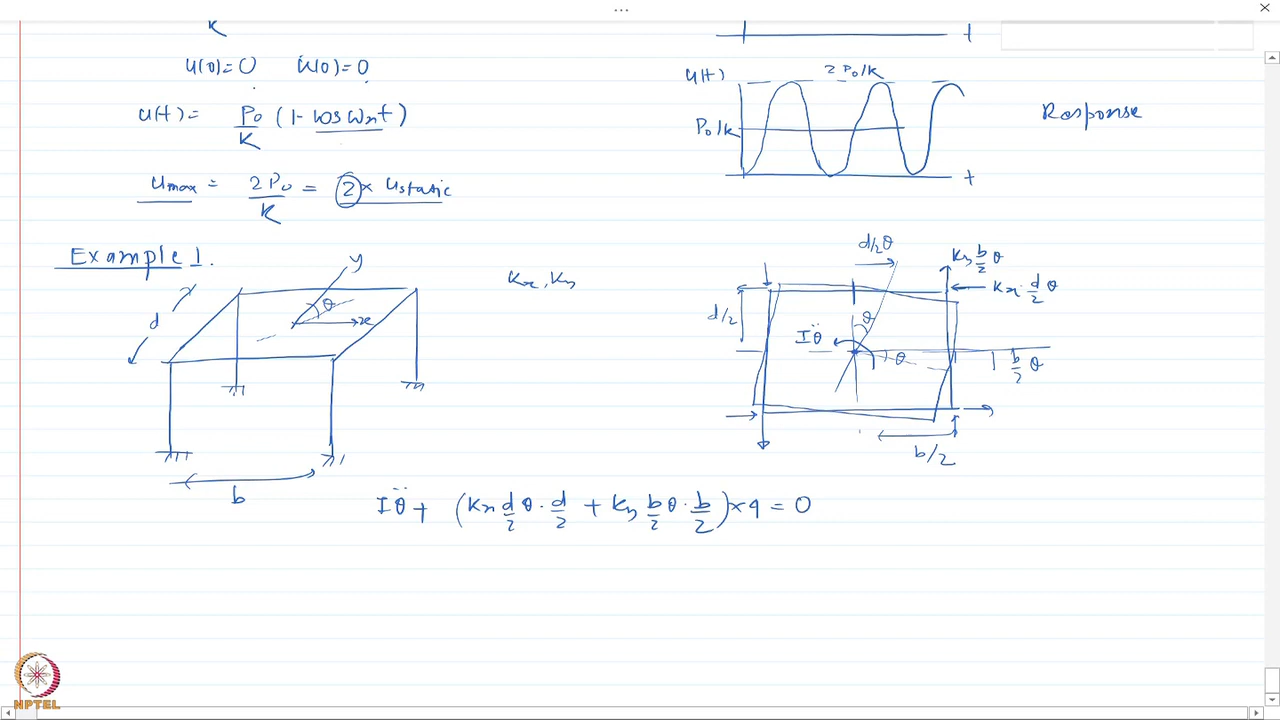 K
u(0)=0 u̇(0)=0
u(t)= P₀/K (1-cos ωnt)
umax = 2P₀/K = 2 x ustatic
t
u(t) 2P₀/K
P₀/K
t
Response
Example 1.
y
θ
x
d
b
Kx, Ky
d/2 θ
Ky b/2 θ
Kx · d/2 θ
d/2
θ
Iθ̈
θ
b/2 θ
b/2
Iθ̈ + (Kx d/2 θ · d/2 + Ky b/2 θ · b/2) x 4 = 0
NPTEL